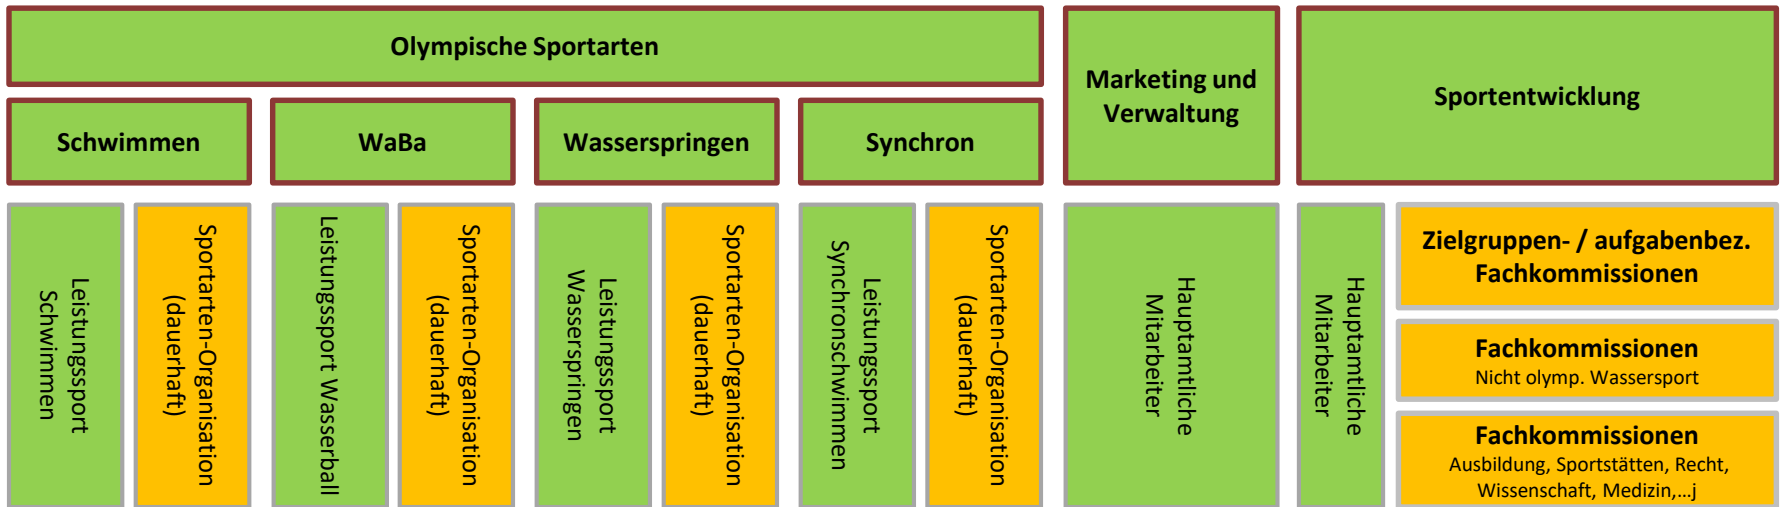 Olympische Sportarten
Marketing und
Verwaltung
Sportentwicklung
Schwimmen
WaBa
Wasserspringen
Synchron
Leistungssport
Schwimmen
Sportarten-Organisation
(dauerhaft)
Leistungssport Wasserball
Sportarten-Organisation
(dauerhaft)
Leistungssport
Wasserspringen
Sportarten-Organisation
(dauerhaft)
Leistungssport
Synchronschwimmen
Sportarten-Organisation
(dauerhaft)
Hauptamtliche
Mitarbeiter
Hauptamtliche
Mitarbeiter
Zielgruppen- / aufgabenbez.
Fachkommissionen
Fachkommissionen
Nicht olymp. Wassersport
Fachkommissionen
Ausbildung, Sportstätten, Recht,
Wissenschaft, Medizin,...j